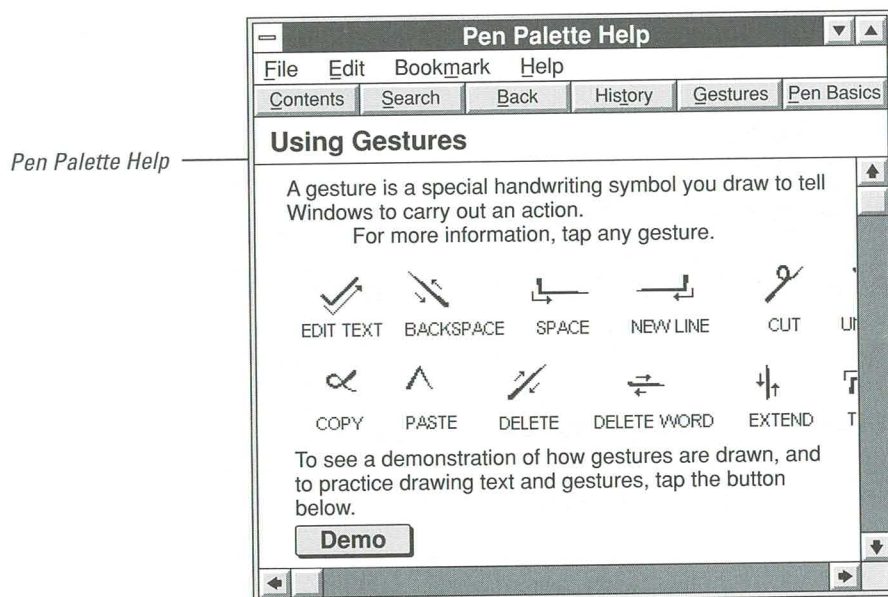 Pen Palette Help
Pen Palette Help
File Edit Bookmark Help
Contents Search Back History Gestures Pen Basics
Using Gestures
A gesture is a special handwriting symbol you draw to tell
Windows to carry out an action.
For more information, tap any gesture.
EDIT TEXT BACKSPACE SPACE NEW LINE CUT
COPY PASTE DELETE DELETE WORD EXTEND
To see a demonstration of how gestures are drawn, and
to practice drawing text and gestures, tap the button
below.
Demo